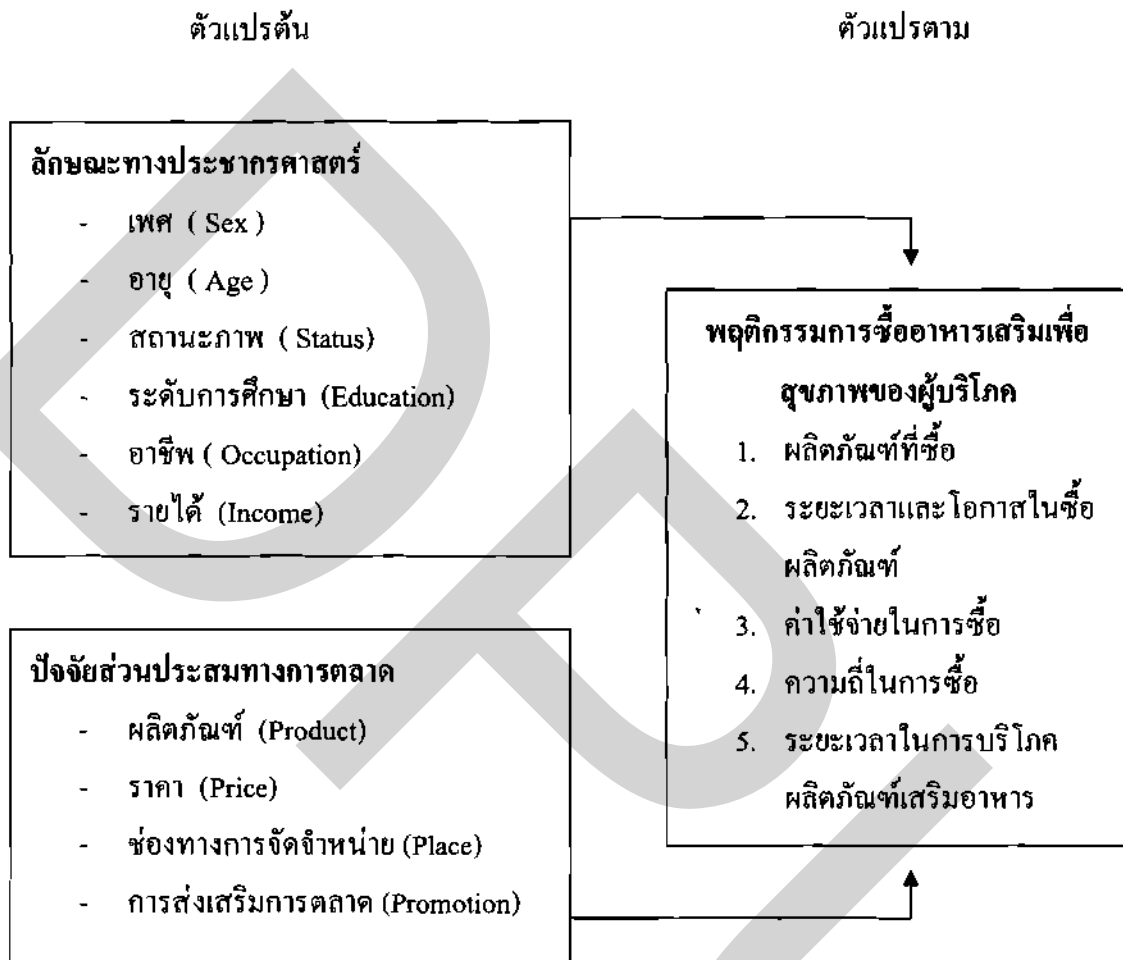 ตัวแปรต้น
ตัวแปรตาม
ลักษณะทางประชากรศาสตร์
- เพศ ( Sex )
- อายุ ( Age )
- สถานะภาพ ( Status)
- ระดับการศึกษา (Education)
- อาชีพ ( Occupation)
- รายได้ (Income)
ปัจจัยส่วนประสมทางการตลาด
- ผลิตภัณฑ์ (Product)
- ราคา (Price)
- ช่องทางการจัดจำหน่าย (Place)
- การส่งเสริมการตลาด (Promotion)
พฤติกรรมการซื้ออาหารเสริมเพื่อ
สุขภาพของผู้บริโภค
1. ผลิตภัณฑ์ที่ซื้อ
2. ระยะเวลาและโอกาสในซื้อ
ผลิตภัณฑ์
3. ค่าใช้จ่ายในการซื้อ
4. ความถี่ในการซื้อ
5. ระยะเวลาในการบริโภค
ผลิตภัณฑ์เสริมอาหาร